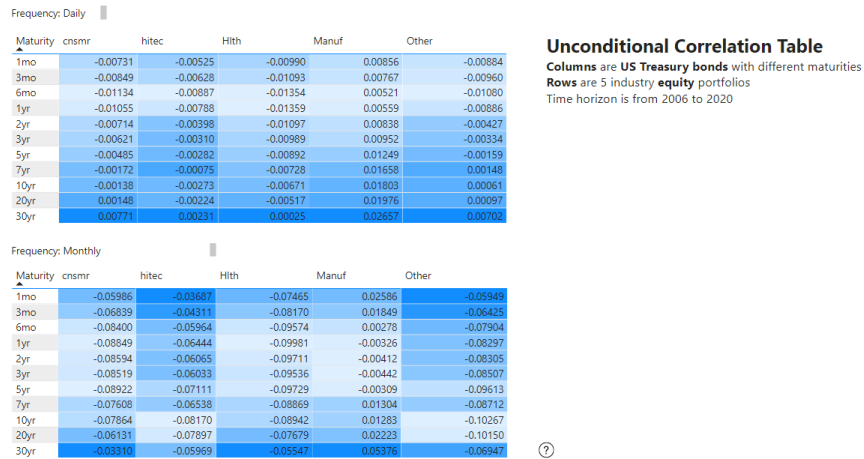 Frequency: Daily
Maturity cnsmr hitec Hlth Manuf Other
1mo -0.00731 -0.00525 -0.00990 0.00856 -0.00884
3mo -0.00849 -0.00628 -0.01093 0.00767 -0.00960
6mo -0.01134 -0.00887 -0.01354 0.00521 -0.01080
1yr -0.01055 -0.00788 -0.01359 0.00559 -0.00886
2yr -0.00714 -0.00398 -0.01097 0.00838 -0.00427
3yr -0.00621 -0.00310 -0.00989 0.00952 -0.00334
5yr -0.00485 -0.00282 -0.00892 0.01249 -0.00159
7yr -0.00172 -0.00075 -0.00728 0.01658 0.00148
10yr -0.00138 -0.00273 -0.00671 0.01803 0.00061
20yr 0.00148 -0.00224 -0.00517 0.01976 0.00097
30yr 0.00771 0.00231 0.00025 0.02657 0.00702
Unconditional Correlation Table
Columns are US Treasury bonds with different maturities
Rows are 5 industry equity portfolios
Time horizon is from 2006 to 2020
Frequency: Monthly
Maturity cnsmr hitec Hlth Manuf Other
1mo -0.05986 -0.03687 -0.07465 0.02586 -0.05949
3mo -0.06839 -0.04311 -0.08170 0.01849 -0.06425
6mo -0.08400 -0.05964 -0.09574 0.00278 -0.07904
1yr -0.08849 -0.06444 -0.09981 -0.00326 -0.08297
2yr -0.08594 -0.06065 -0.09711 -0.00412 -0.08305
3yr -0.08519 -0.06033 -0.09536 -0.00442 -0.08507
5yr -0.08922 -0.07111 -0.09729 -0.00309 -0.09613
7yr -0.07608 -0.06538 -0.08869 0.01304 -0.08712
10yr -0.07864 -0.08170 -0.08942 0.01283 -0.10267
20yr -0.06131 -0.07897 -0.07679 0.02223 -0.10150
30yr -0.03310 -0.05969 -0.05547 0.05376 -0.06947
?